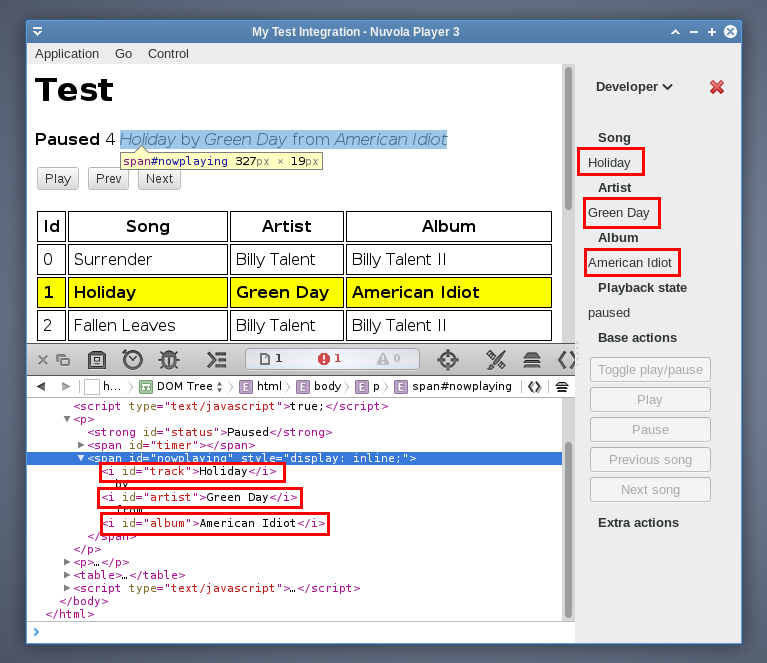 My Test Integration - Nuvola Player 3
Application Go Control
Test
Paused 4 Holiday by Green Day from American Idiot
span#nowplaying 327px × 19px
Play Prev Next
Id Song Artist Album
0 Surrender Billy Talent Billy Talent II
1 Holiday Green Day American Idiot
2 Fallen Leaves Billy Talent Billy Talent II
1 1 0
h... DOM Tree html body p span#nowplaying
E E E E
<script type="text/javascript">true;</script>
<p>
<strong id="status">Paused</strong>
<span id="timer"></span>
<span id="nowplaying" style="display: inline;">
<i id="track">Holiday</i>
by
<i id="artist">Green Day</i>
from
<i id="album">American Idiot</i>
</span>
</p>
<p>…</p>
<table>…</table>
<script type="text/javascript">…</script>
</body>
</html>
Developer
Song
Holiday
Artist
Green Day
Album
American Idiot
Playback state
paused
Base actions
Toggle play/pause
Play
Pause
Previous song
Next song
Extra actions